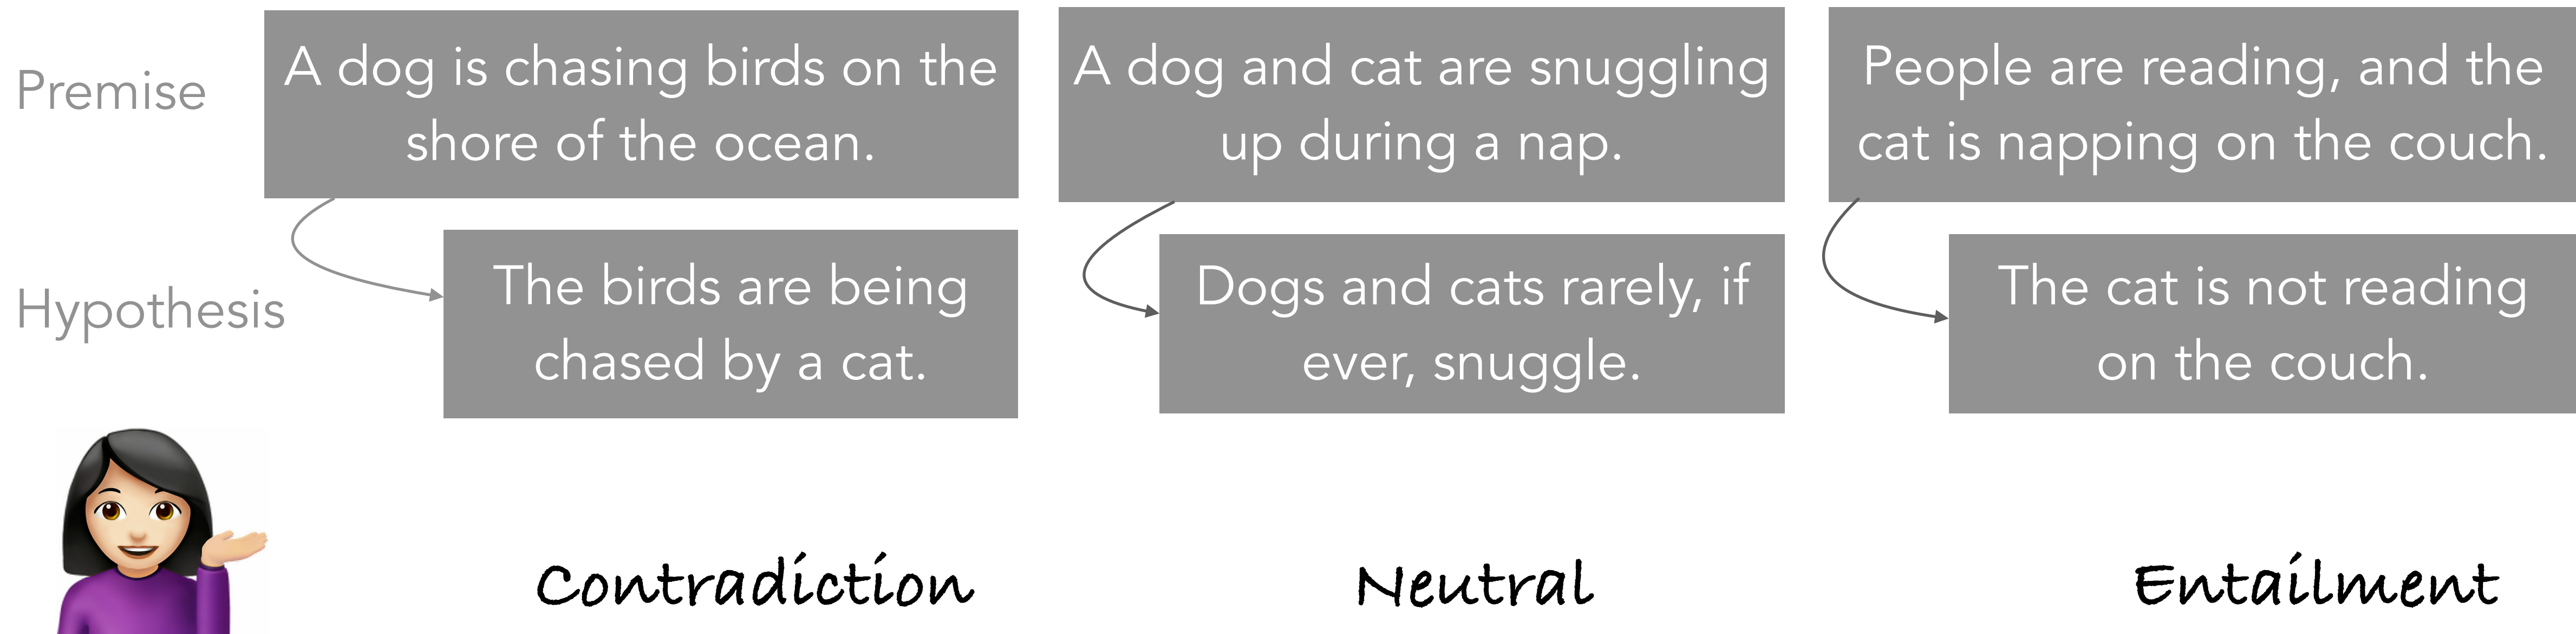 Premise
A dog is chasing birds on the
shore of the ocean.
A dog and cat are snuggling
up during a nap.
People are reading, and the
cat is napping on the couch.
Hypothesis
The birds are being
chased by a cat.
Dogs and cats rarely, if
ever, snuggle.
The cat is not reading
on the couch.
Contradiction
Neutral
Entailment